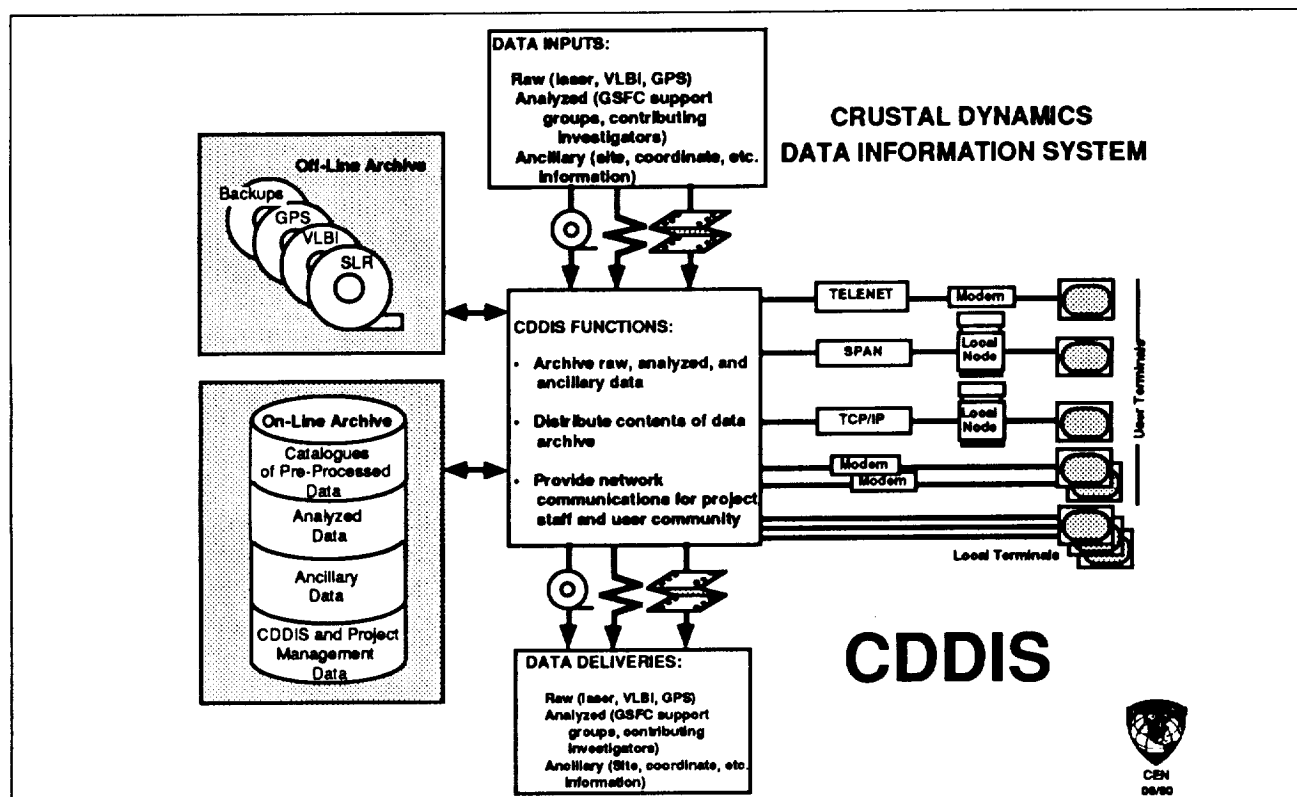 DATA INPUTS:
Raw (laser, VLBI, GPS)
Analyzed (GSFC support
groups, contributing
investigators)
Ancillary (site, coordinate, etc.
information)
CRUSTAL DYNAMICS
DATA INFORMATION SYSTEM
Off-Line Archive
Backups
GPS
VLBI
SLR
On-Line Archive
Catalogues
of Pre-Processed
Data
Analyzed
Data
Ancillary
Data
CDDIS and Project
Management
Data
CDDIS FUNCTIONS:
• Archive raw, analyzed, and
ancillary data
• Distribute contents of data
archive
• Provide network
communications for project
staff and user community
TELENET
Modem
SPAN
Local
Node
TCP/IP
Local
Node
Modem
Modem
User Terminals
Local Terminals
DATA DELIVERIES:
Raw (laser, VLBI, GPS)
Analyzed (GSFC support
groups, contributing
investigators)
Ancillary (Site, coordinate, etc.
information)
CDDIS
CEN
06/90